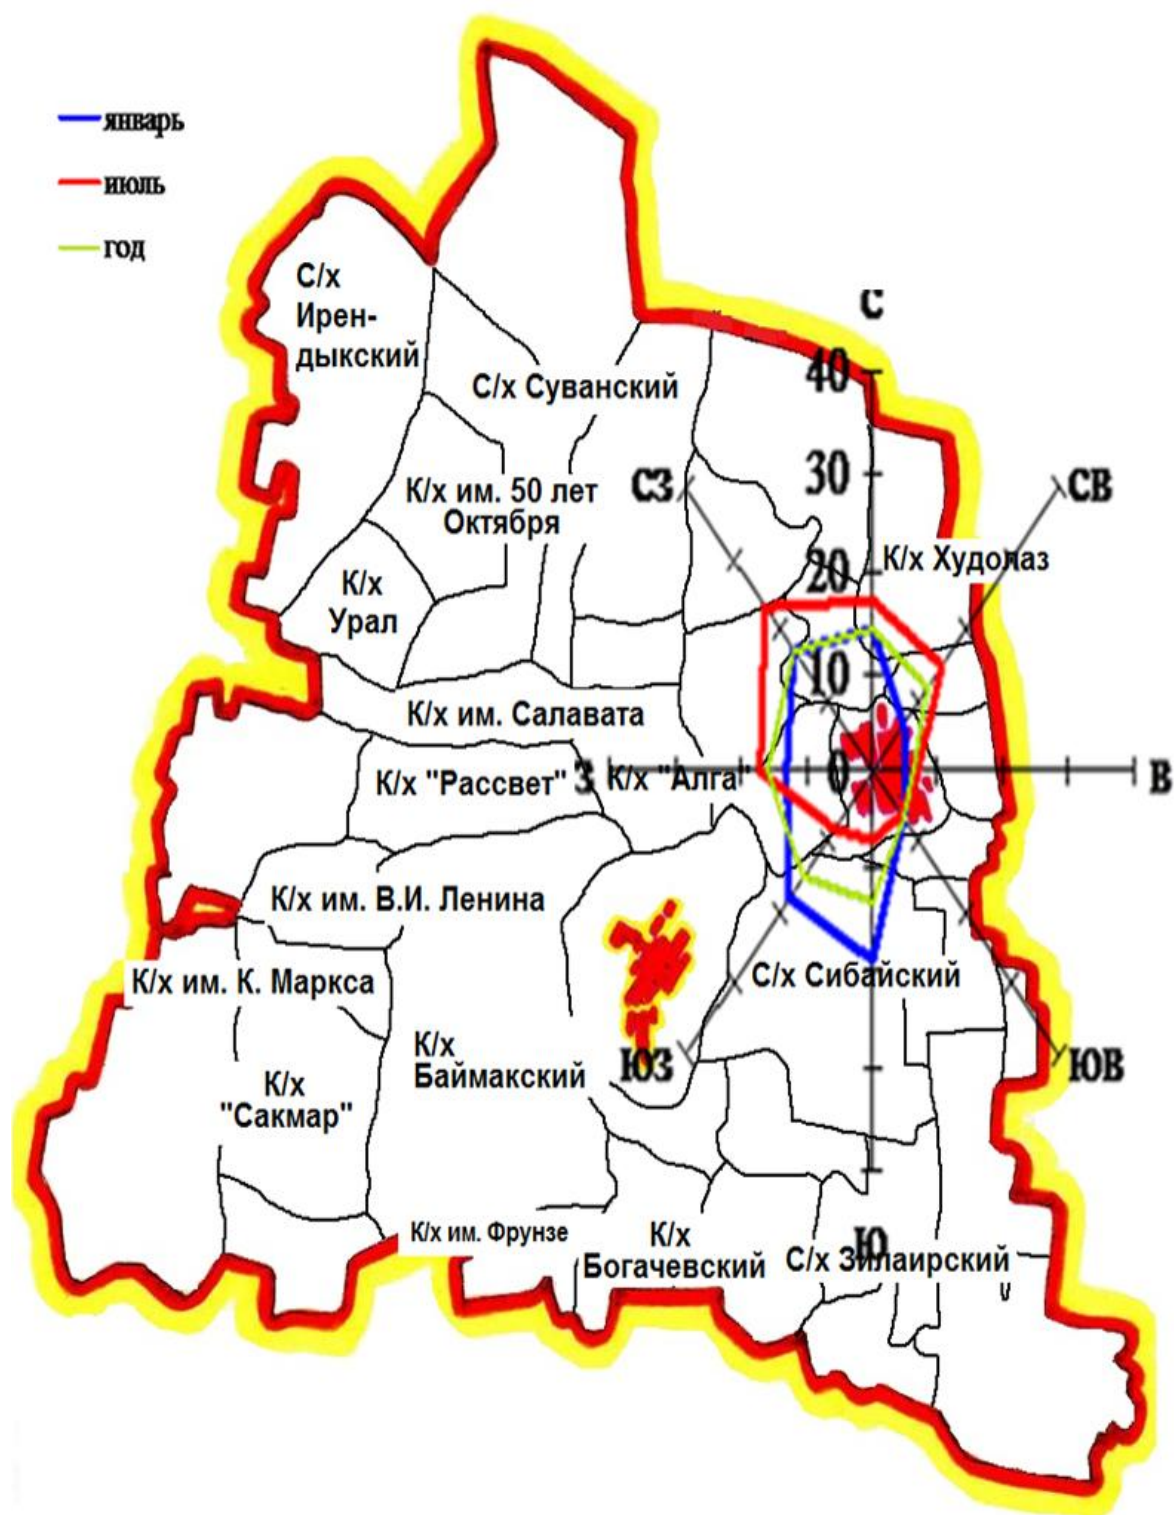 январь
июль
год
С/х
Ирен-
дыкский
С
40
С/х Суванский
30
СЗ
СВ
К/х им. 50 лет
Октября
К/х Худолаз
20
К/х
Урал
10
К/х им. Салавата
К/х "Рассвет"
З
К/х "Алга"
0
В
К/х им. В.И. Ленина
К/х им. К. Маркса
С/х Сибайский
К/х
Баймакский
ЮЗ
ЮВ
К/х
"Сакмар"
К/х им. Фрунзе
К/х
Богачевский
Ю
С/х Зилаирский